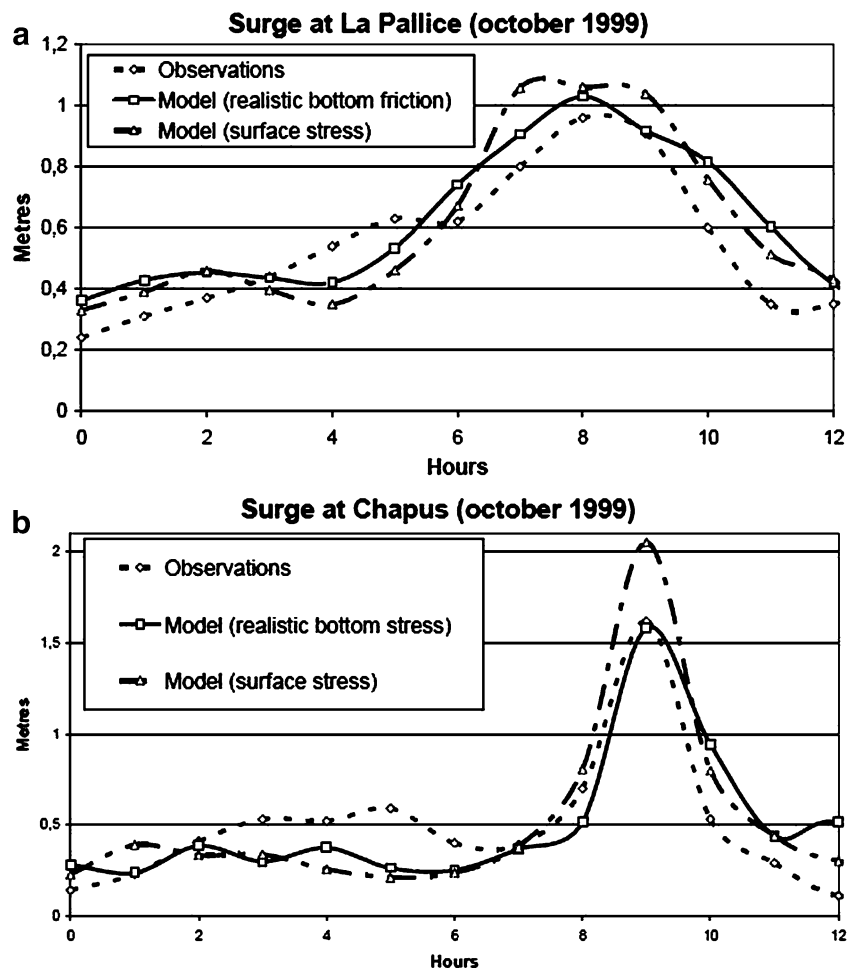 a
Surge at La Pallice (october 1999)
1,2
1
0,8
0,6
0,4
0,2
0
Metres
Observations
Model (realistic bottom friction)
Model (surface stress)
0 2 4 6 8 10 12
Hours
b
Surge at Chapus (october 1999)
2
1,5
1
0,5
0
Metres
Observations
Model (realistic bottom stress)
Model (surface stress)
0 2 4 6 8 10 12
Hours